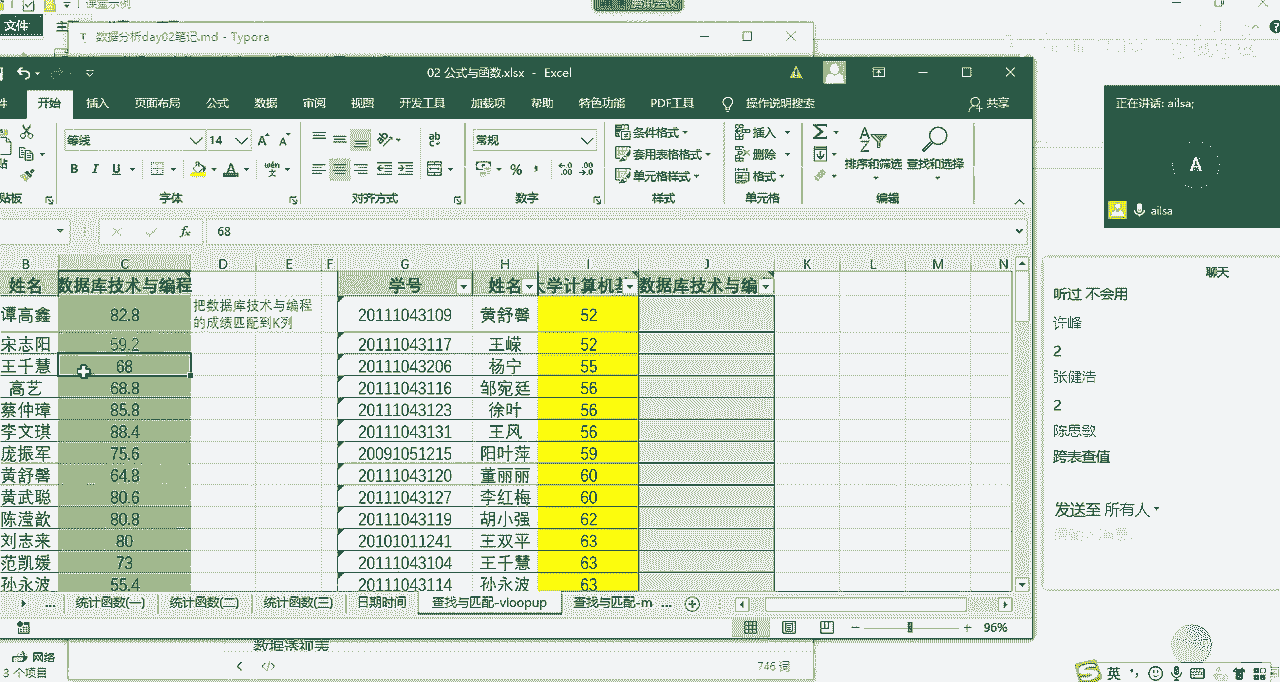 课堂示例
文件
数据分析day02笔记.md - Typora
02 公式与函数.xlsx - Excel
件 开始 插入 页面布局 公式 数据 审阅 视图 开发工具 加载项 帮助 特色功能 PDF工具 操作说明搜索 共享
等线 14 常规
B I U
条件格式 套用表格格式 单元格样式
插入 删除 格式
排序和筛选 查找和选择
贴板 字体 对齐方式 数字 样式 单元格 编辑
fx 68
B C D E F G H I J K L M N
姓名 数据库技术与编程 学号 姓名 大学计算机基 数据库技术与编
谭高鑫 82.8 把数据库技术与编程 20111043109 黄舒馨 52
的成绩匹配到K列
宋志阳 59.2 20111043117 王嵘 52
王千慧 68 20111043206 杨宁 55
高艺 68.8 20111043116 邹宛廷 56
蔡仲璋 85.8 20111043123 徐叶 56
李文琪 88.4 20111043131 王风 56
庞振军 75.6 20091051215 阳叶萍 59
黄舒馨 64.8 20111043120 董丽丽 60
黄武聪 80.6 20111043127 李红梅 60
陈滢歆 80.8 20111043119 胡小强 62
刘志来 80 20101011241 王双平 63
范凯媛 73 20111043104 王千慧 63
孙永波 55.4 20111043114 孙永波 63
... 统计函数(一) 统计函数(二) 统计函数(三) 日期时间 查找与匹配-vloopup 查找与匹配-m ...
96%
数据透视表
网络
3 个项目
746 词
正在讲话: ailsa;
A
ailsa
聊天
听过 不会用
许峰
2
张健浩
2
陈思敏
跨表查值
发送至 所有人
英